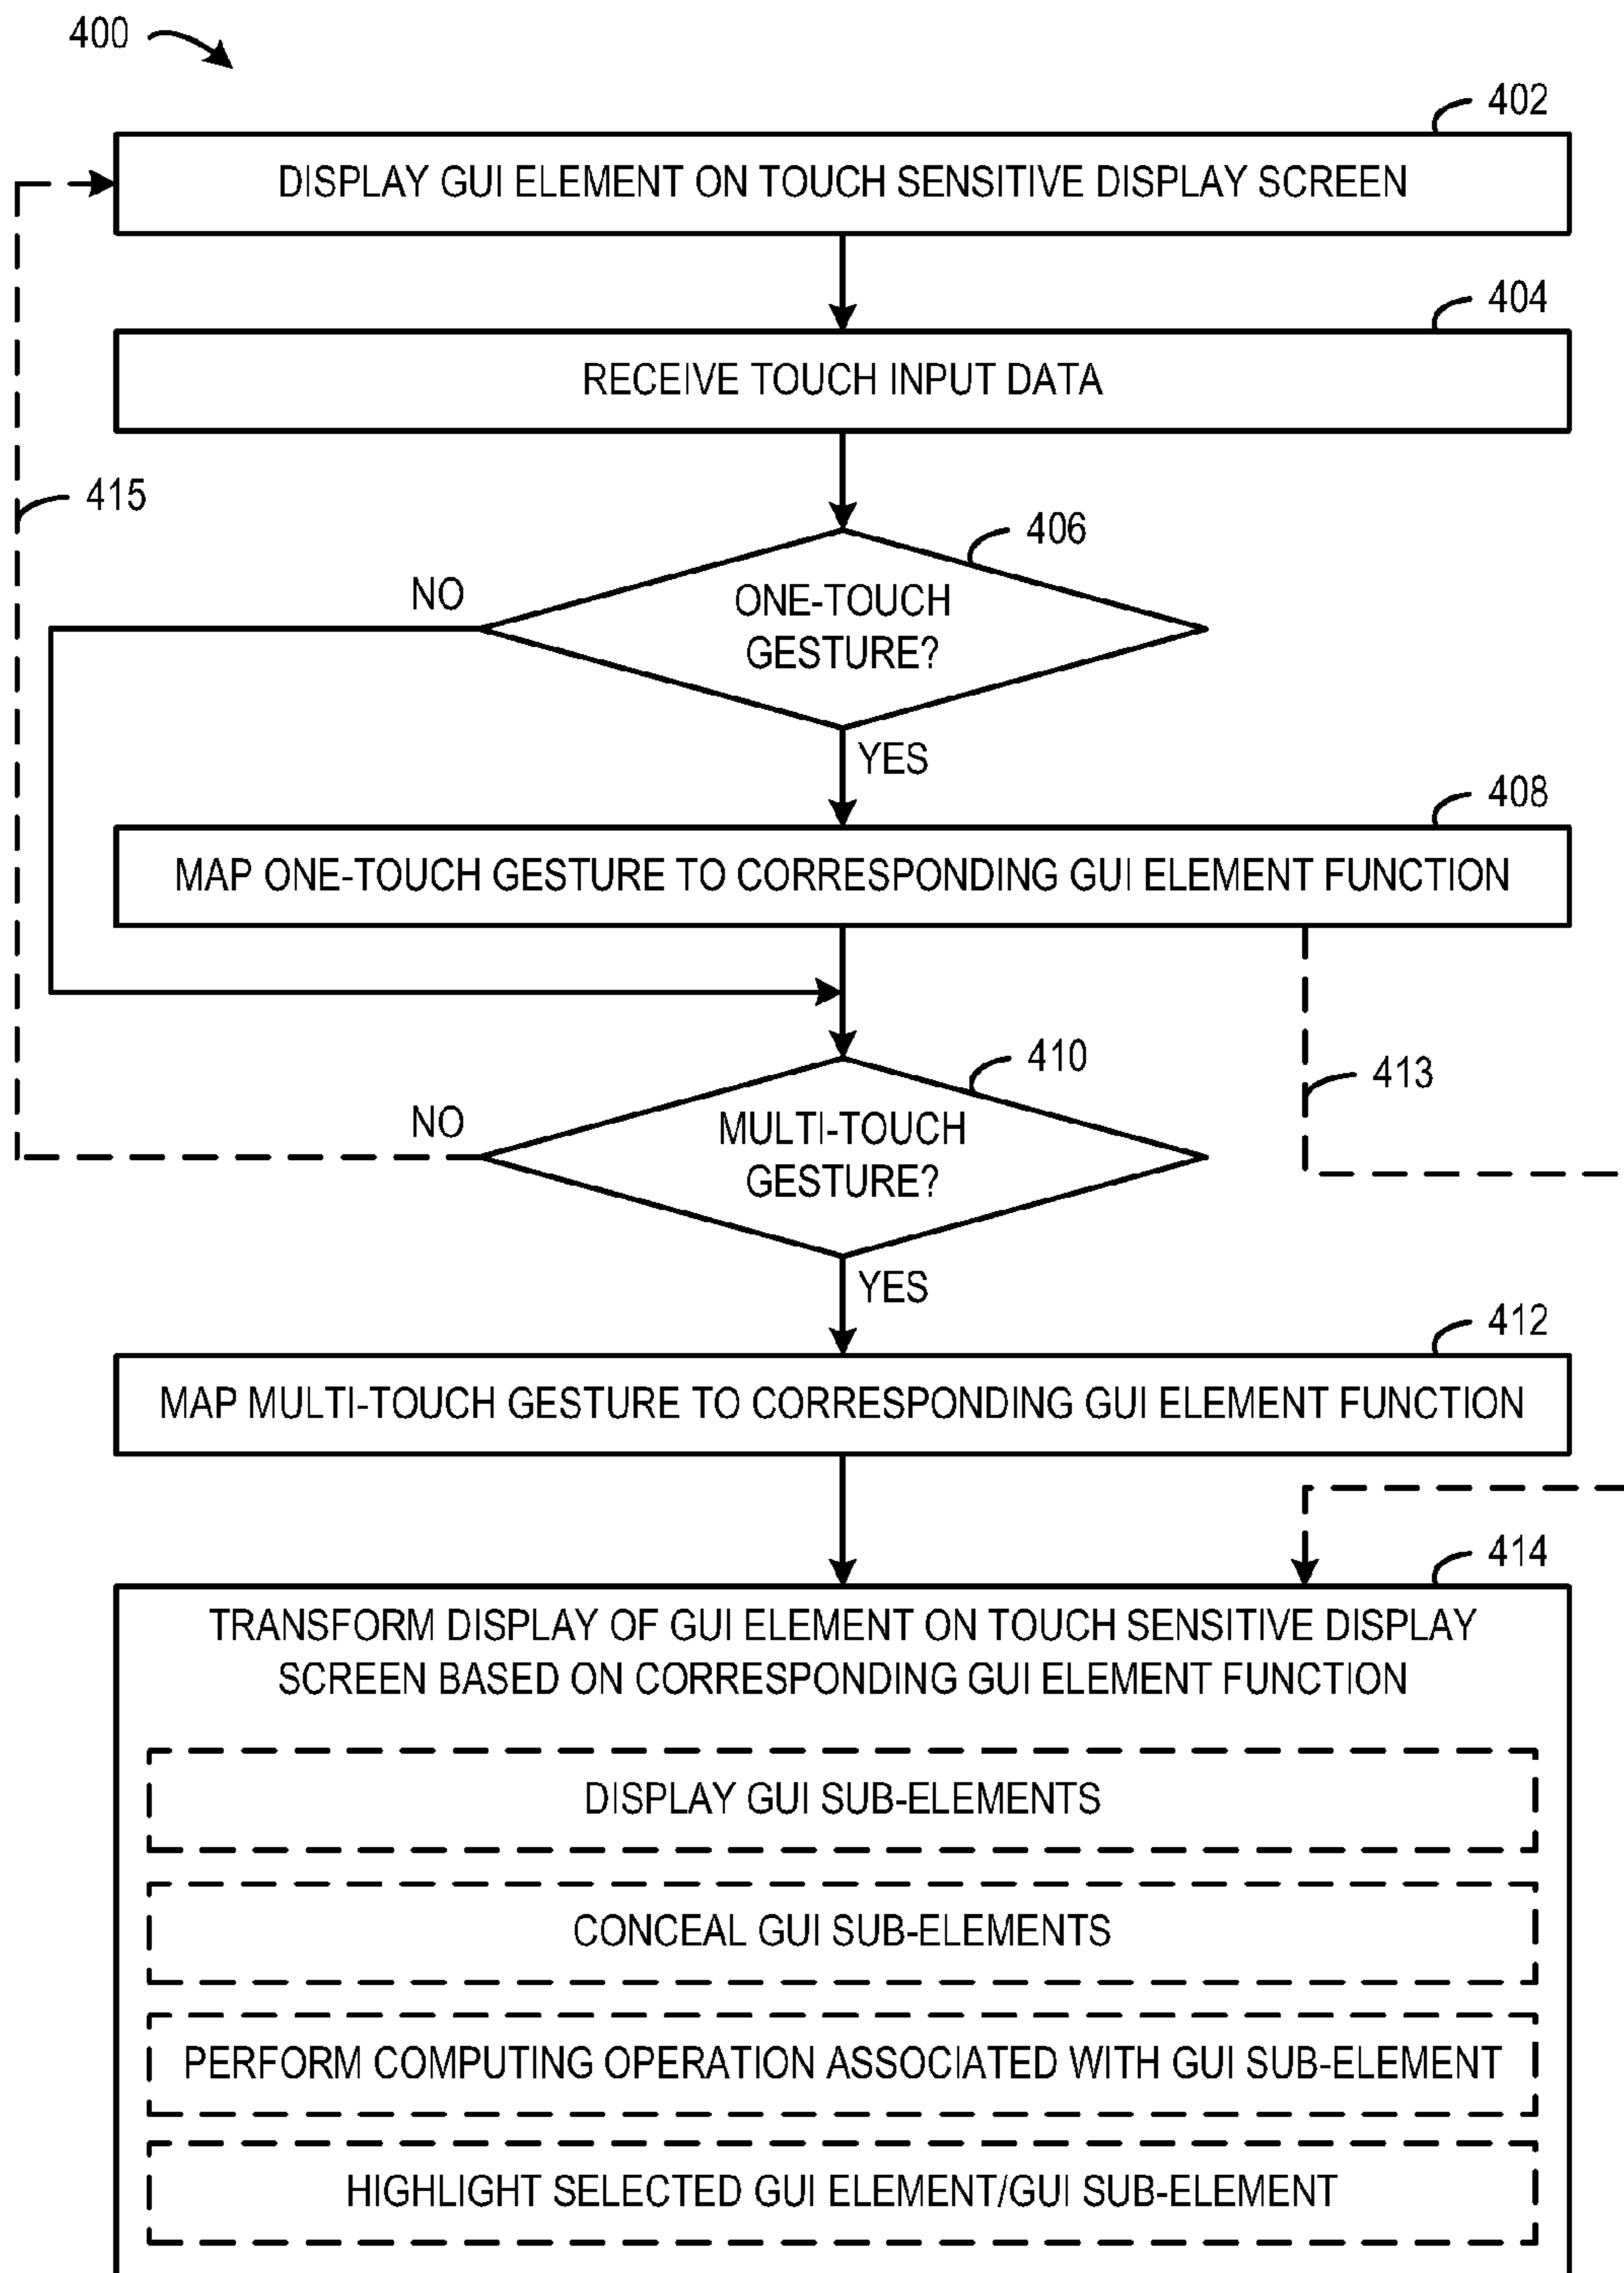 400
402
DISPLAY GUI ELEMENT ON TOUCH SENSITIVE DISPLAY SCREEN
404
RECEIVE TOUCH INPUT DATA
415
406
NO
ONE-TOUCH
GESTURE?
YES
408
MAP ONE-TOUCH GESTURE TO CORRESPONDING GUI ELEMENT FUNCTION
410
413
NO
MULTI-TOUCH
GESTURE?
YES
412
MAP MULTI-TOUCH GESTURE TO CORRESPONDING GUI ELEMENT FUNCTION
414
TRANSFORM DISPLAY OF GUI ELEMENT ON TOUCH SENSITIVE DISPLAY
SCREEN BASED ON CORRESPONDING GUI ELEMENT FUNCTION
DISPLAY GUI SUB-ELEMENTS
CONCEAL GUI SUB-ELEMENTS
PERFORM COMPUTING OPERATION ASSOCIATED WITH GUI SUB-ELEMENT
HIGHLIGHT SELECTED GUI ELEMENT/GUI SUB-ELEMENT